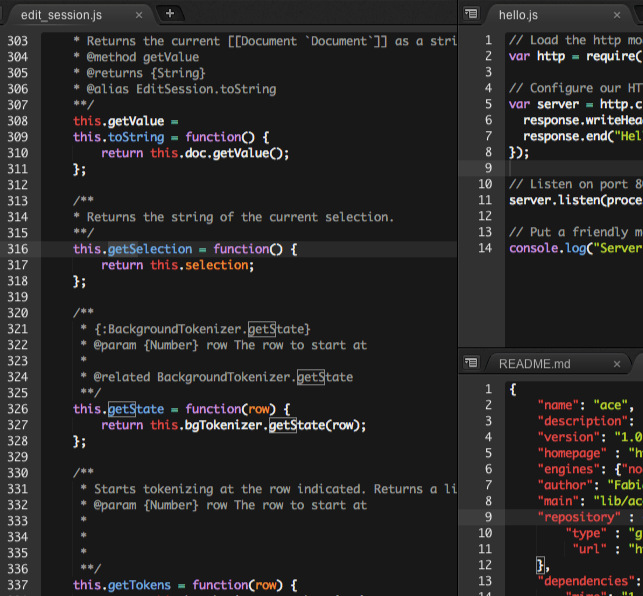 edit_session.js × +
303 * Returns the current [[Document `Document`]] as a stri
304 * @method getValue
305 * @returns {String}
306 * @alias EditSession.toString
307 **/
308 this.getValue =
309 this.toString = function() {
310 return this.doc.getValue();
311 };
312
313 /**
314 * Returns the string of the current selection.
315 **/
316 this.getSelection = function() {
317 return this.selection;
318 };
319
320 /**
321 * {:BackgroundTokenizer.getState}
322 * @param {Number} row The row to start at
323 *
324 * @related BackgroundTokenizer.getState
325 **/
326 this.getState = function(row) {
327 return this.bgTokenizer.getState(row);
328 };
329
330 /**
331 * Starts tokenizing at the row indicated. Returns a li
332 * @param {Number} row The row to start at
333 *
334 *
335 *
336 **/
337 this.getTokens = function(row) {
hello.js ×
1 // Load the http mo
2 var http = require(
3
4 // Configure our HT
5 var server = http.c
6 response.writeHea
7 response.end("Hel
8 });
9
10 // Listen on port 80
11 server.listen(proce
12
13 // Put a friendly m
14 console.log("Server
README.md ×
1 {
2 "name": "ace",
3 "description":
4 "version": "1.0
5 "homepage" : "h
6 "engines": {"no
7 "author": "Fabi
8 "main": "lib/ac
9 "repository" :
10 "type" : "g
11 "url" : "h
12 },
13 "dependencies":